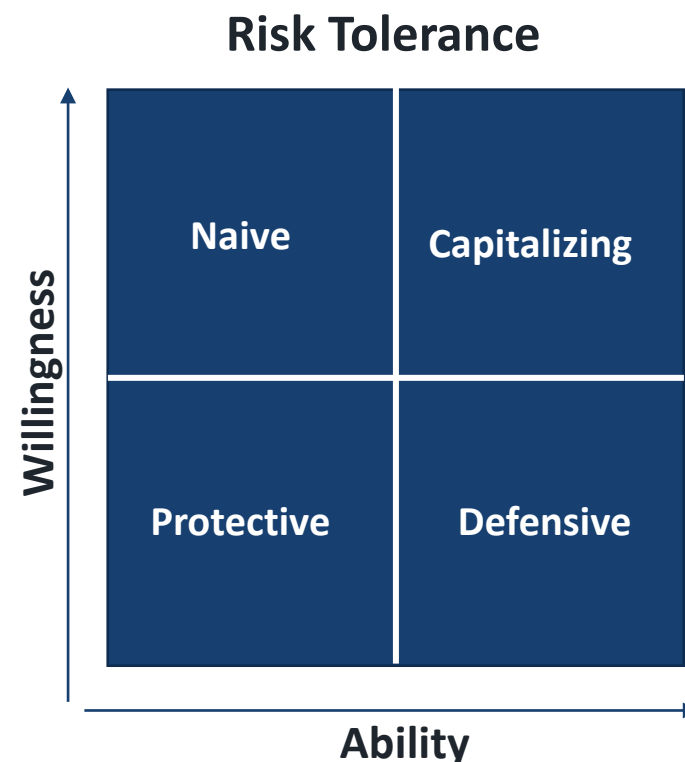 Risk Tolerance
Willingness
Naive
Capitalizing
Protective
Defensive
Ability